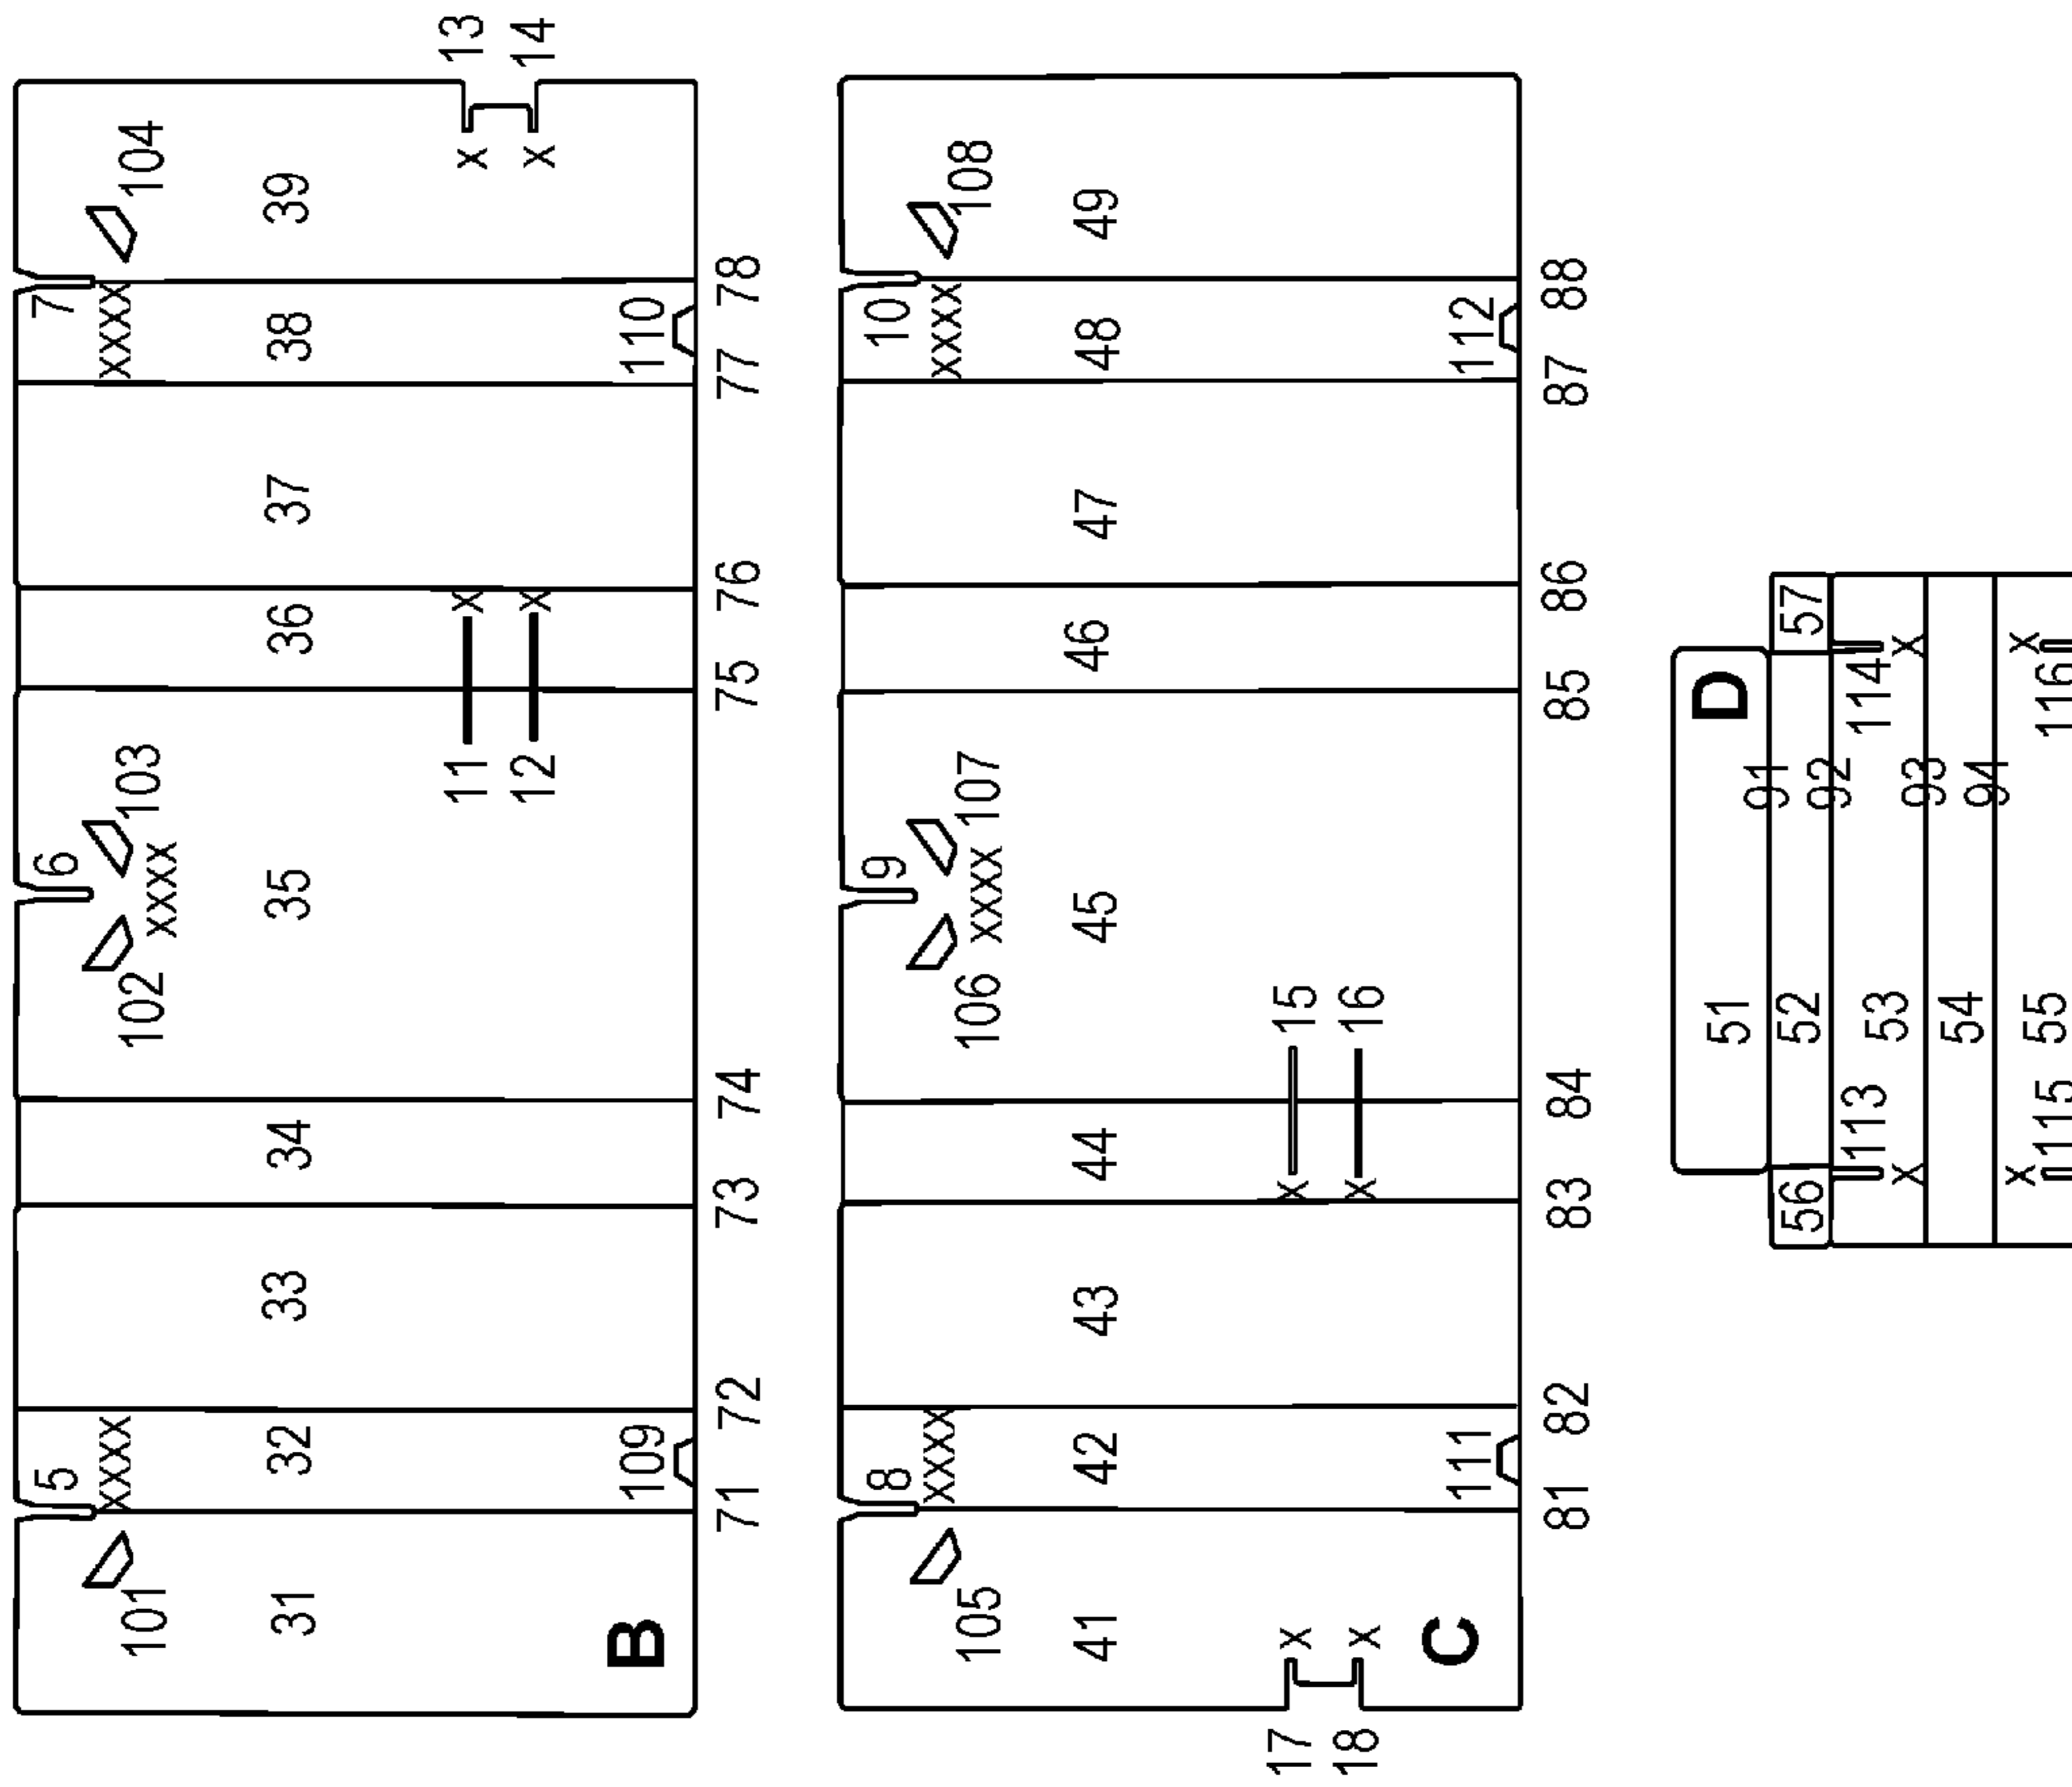 5 6 7
xxxx xxxx
101 102 103 104
xxxx
31 32 33 34 35 36 37 38 39
11 x x 13
12 x x 14
B 109 110
71 72 73 74 75 76 77 78
8 9 10
xxxx xxxx
105 106 xxxx 107 108
41 42 43 44 45 46 47 48 49
17 x x 15
18 x x 16
C 111 112
81 82 83 84 85 86 87 88
51 D
91
56 52 57
92
113 53 114
x x
93
54 94
x x
115 55 116